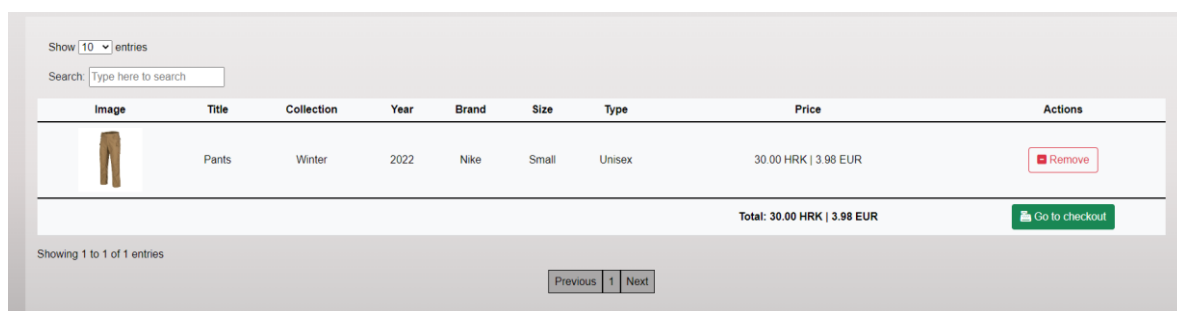 Show 10 entries
Search: Type here to search
Image Title Collection Year Brand Size Type Price Actions
Pants Winter 2022 Nike Small Unisex 30.00 HRK | 3.98 EUR Remove
Total: 30.00 HRK | 3.98 EUR Go to checkout
Showing 1 to 1 of 1 entries
Previous 1 Next